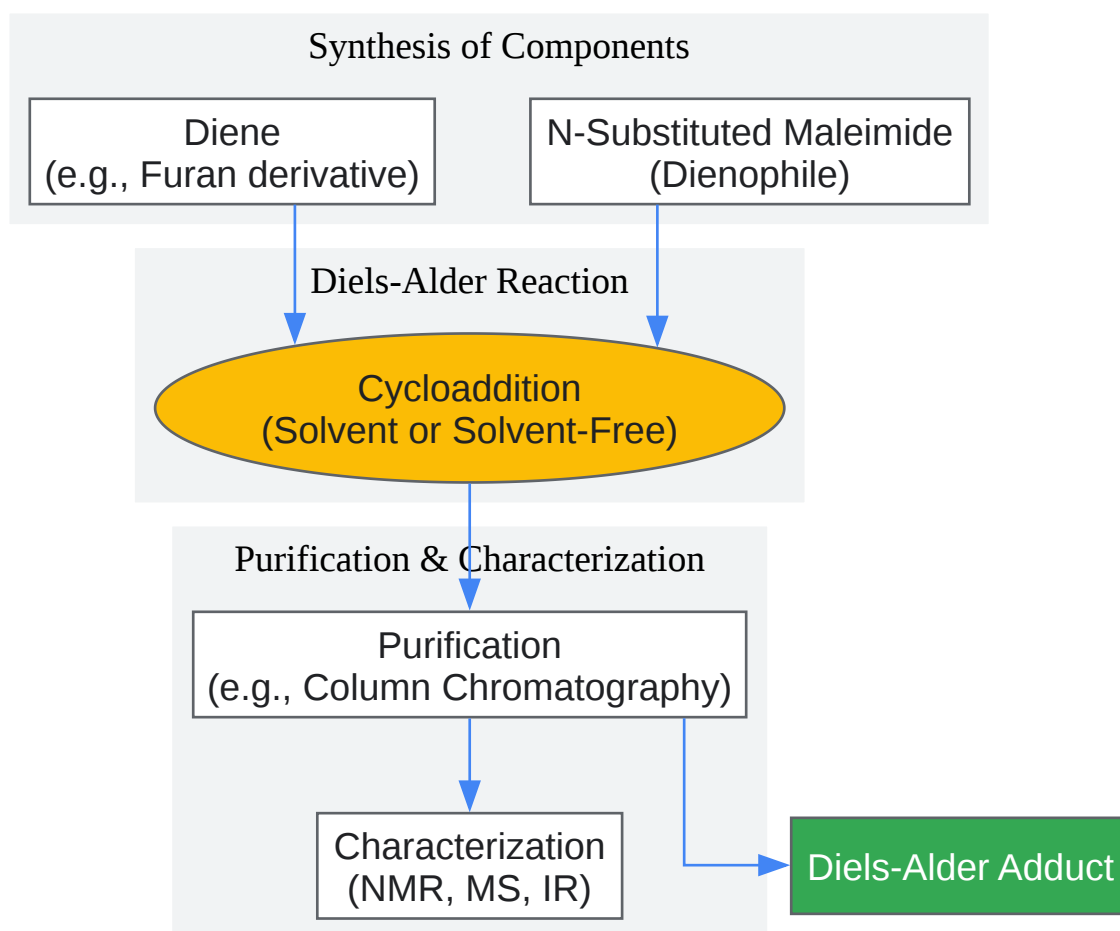 Synthesis of Components
Diene
(e.g., Furan derivative)
N-Substituted Maleimide
(Dienophile)
Diels-Alder Reaction
Cycloaddition
(Solvent or Solvent-Free)
Purification & Characterization
Purification
(e.g., Column Chromatography)
Characterization
(NMR, MS, IR)
Diels-Alder Adduct